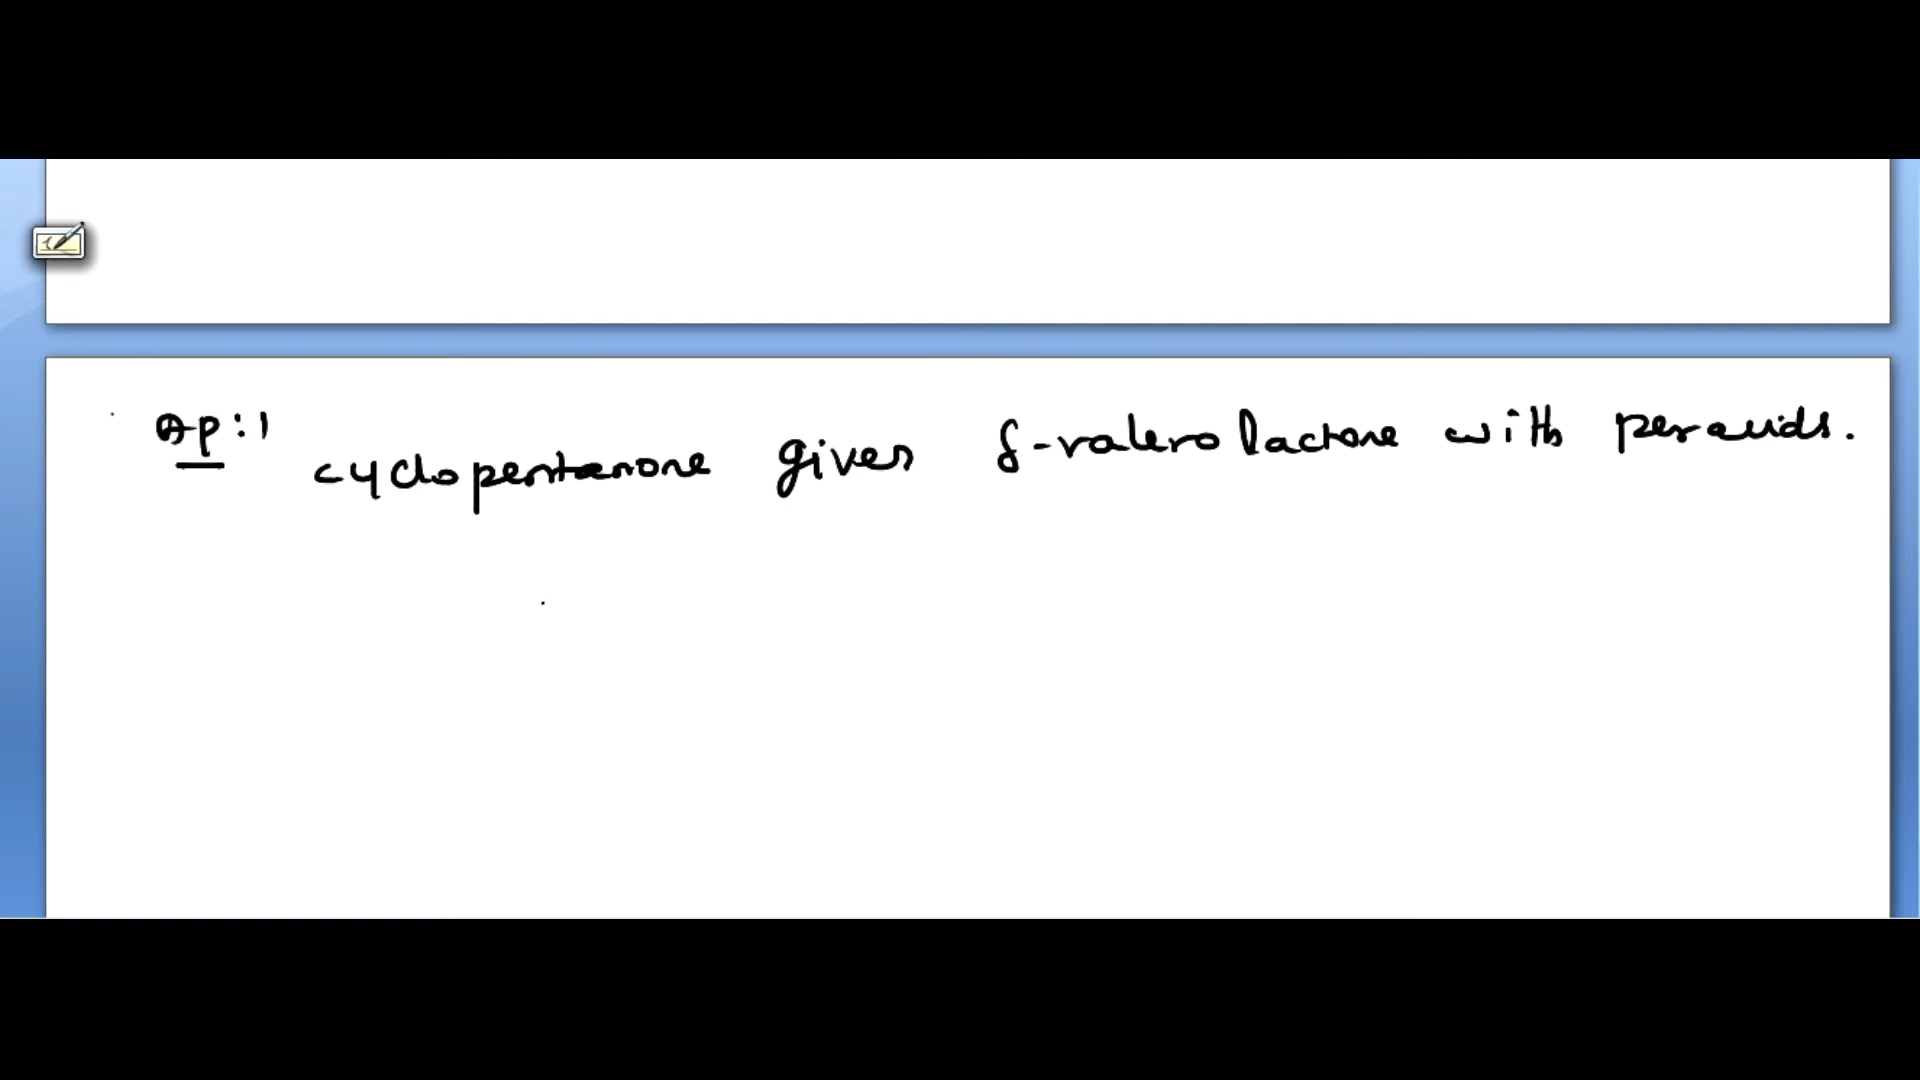 Ap:1
cyclopentanone gives δ-valerolactone with peracids.